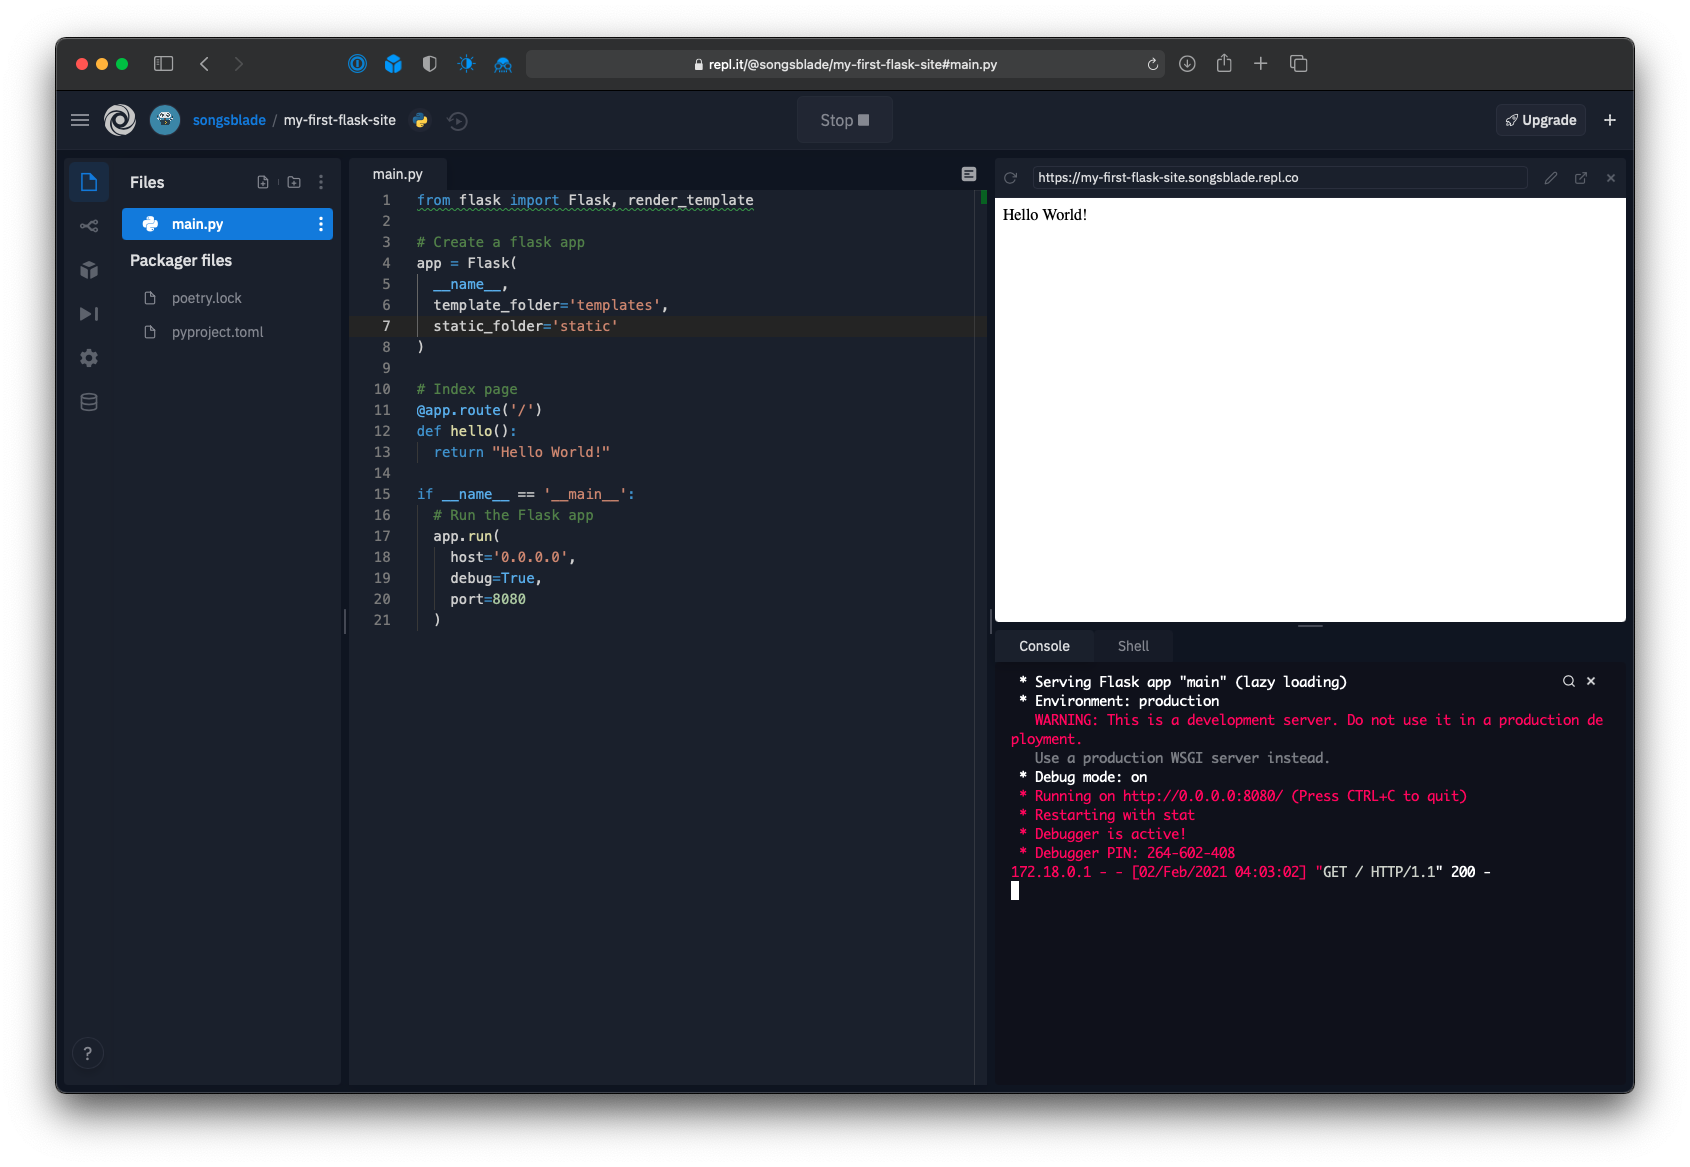 repl.it/@songsblade/my-first-flask-site#main.py
songsblade / my-first-flask-site
Stop
Upgrade
Files
main.py
Packager files
poetry.lock
pyproject.toml
?
main.py
1 from flask import Flask, render_template
2
3 # Create a flask app
4 app = Flask(
5 __name__,
6 template_folder='templates',
7 static_folder='static'
8 )
9
10 # Index page
11 @app.route('/')
12 def hello():
13 return "Hello World!"
14
15 if __name__ == '__main__':
16 # Run the Flask app
17 app.run(
18 host='0.0.0.0',
19 debug=True,
20 port=8080
21 )
https://my-first-flask-site.songsblade.repl.co
Hello World!
Console Shell
* Serving Flask app "main" (lazy loading)
* Environment: production
WARNING: This is a development server. Do not use it in a production de
ployment.
Use a production WSGI server instead.
* Debug mode: on
* Running on http://0.0.0.0:8080/ (Press CTRL+C to quit)
* Restarting with stat
* Debugger is active!
* Debugger PIN: 264-602-408
172.18.0.1 - - [02/Feb/2021 04:03:02] "GET / HTTP/1.1" 200 -